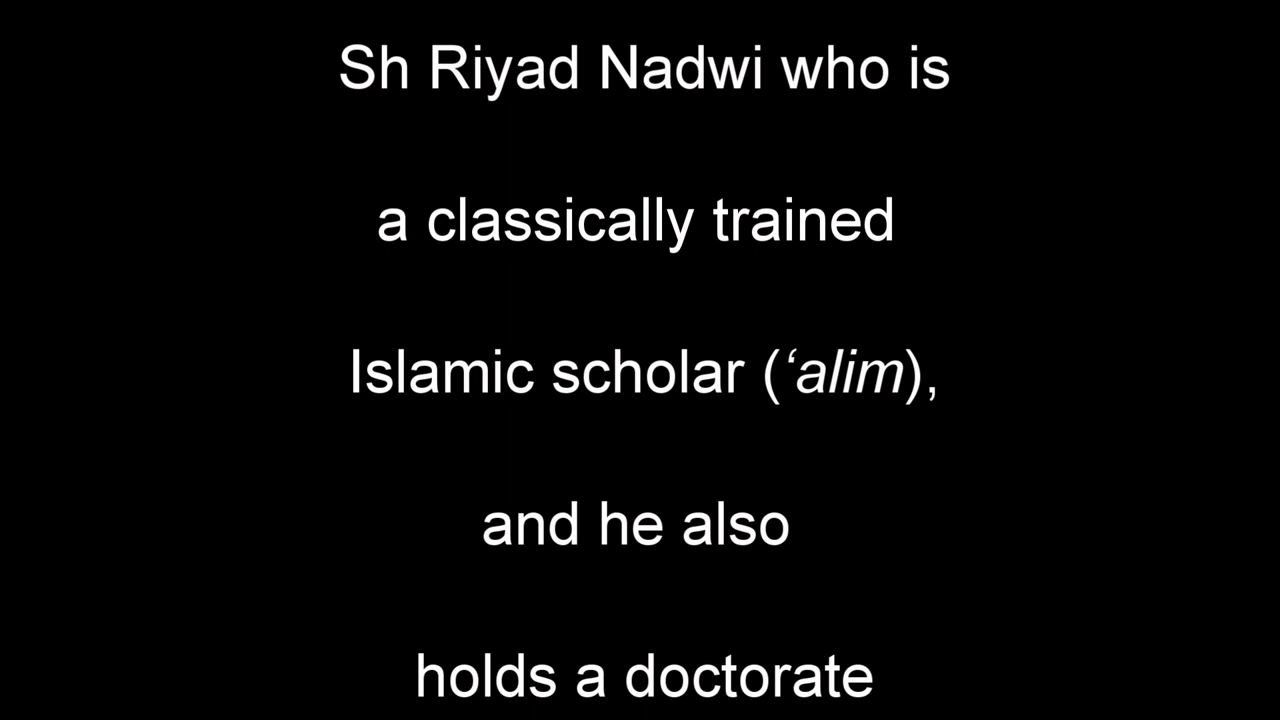 Sh Riyad Nadwi who is
a classically trained
Islamic scholar (‘alim),
and he also
holds a doctorate